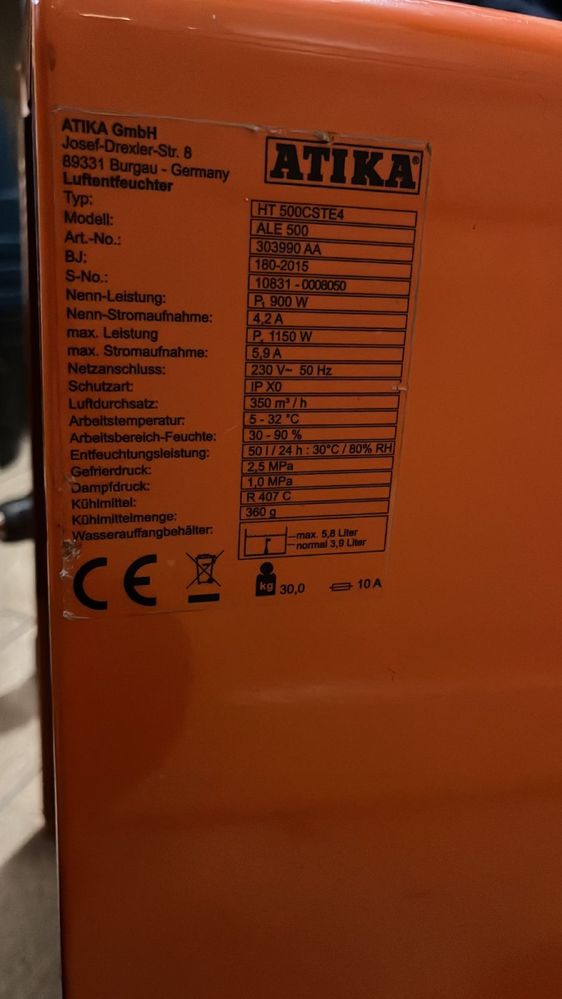 ATIKA GmbH
Josef-Drexler-Str. 8
89331 Burgau - Germany
ATIKA®
Luftentfeuchter
Typ: HT 500CSTE4
Modell: ALE 500
Art.-No.: 303990 AA
BJ: 180-2015
S-No.: 10831 - 0008050
Nenn-Leistung: P₁ 900 W
Nenn-Stromaufnahme: 4,2 A
max. Leistung P₁ 1150 W
max. Stromaufnahme: 5,9 A
Netzanschluss: 230 V~ 50 Hz
Schutzart: IP X0
Luftdurchsatz: 350 m³ / h
Arbeitstemperatur: 5 - 32 °C
Arbeitsbereich-Feuchte: 30 - 90 %
Entfeuchtungsleistung: 50 l / 24 h : 30°C / 80% RH
Gefrierdruck: 2,5 MPa
Dampfdruck: 1,0 MPa
Kühlmittel: R 407 C
Kühlmittelmenge: 360 g
Wasserauffangbehälter: max. 5,8 Liter
normal 3,9 Liter
CE kg 30,0 10 A